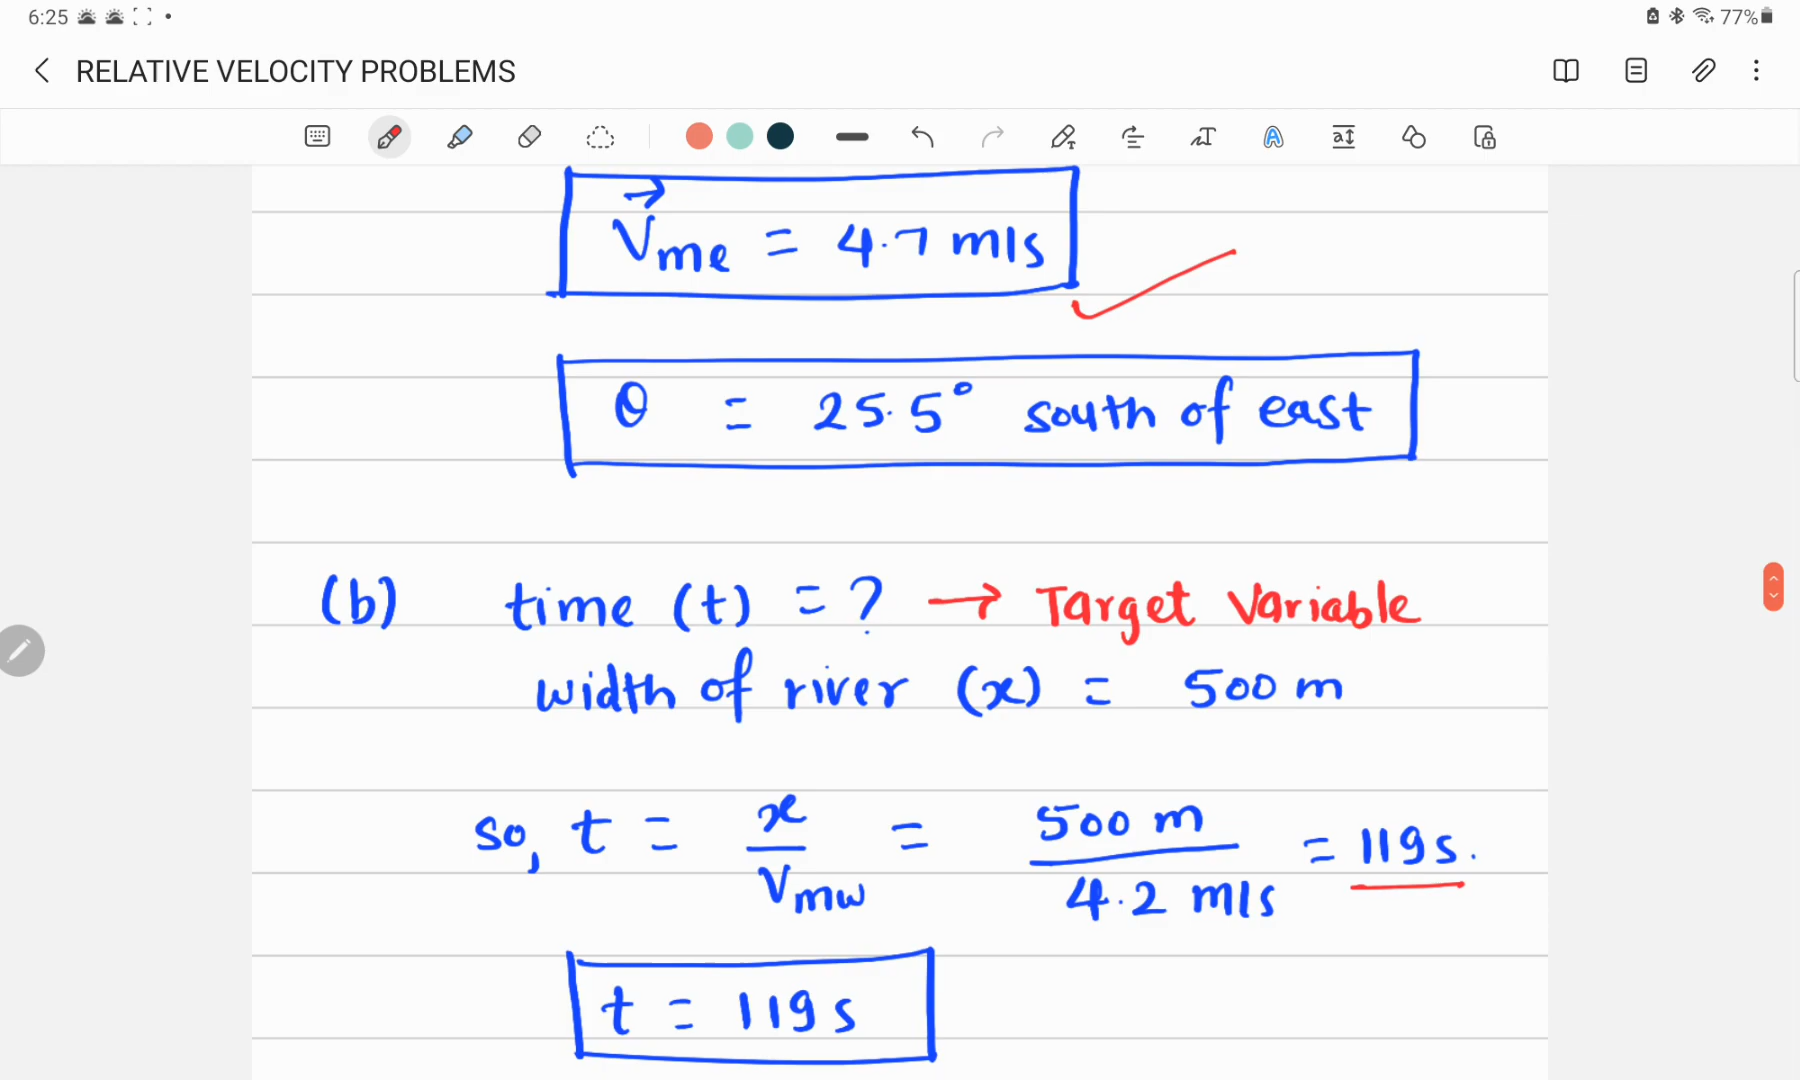 6:25
77%
RELATIVE VELOCITY PROBLEMS
V⃗me = 4.7 m/s
θ = 25.5° south of east
(b) time (t) = ? → Target Variable
width of river (x) = 500 m
so, t = x / Vmw = 500 m / 4.2 m/s = 119 s.
t = 119 s